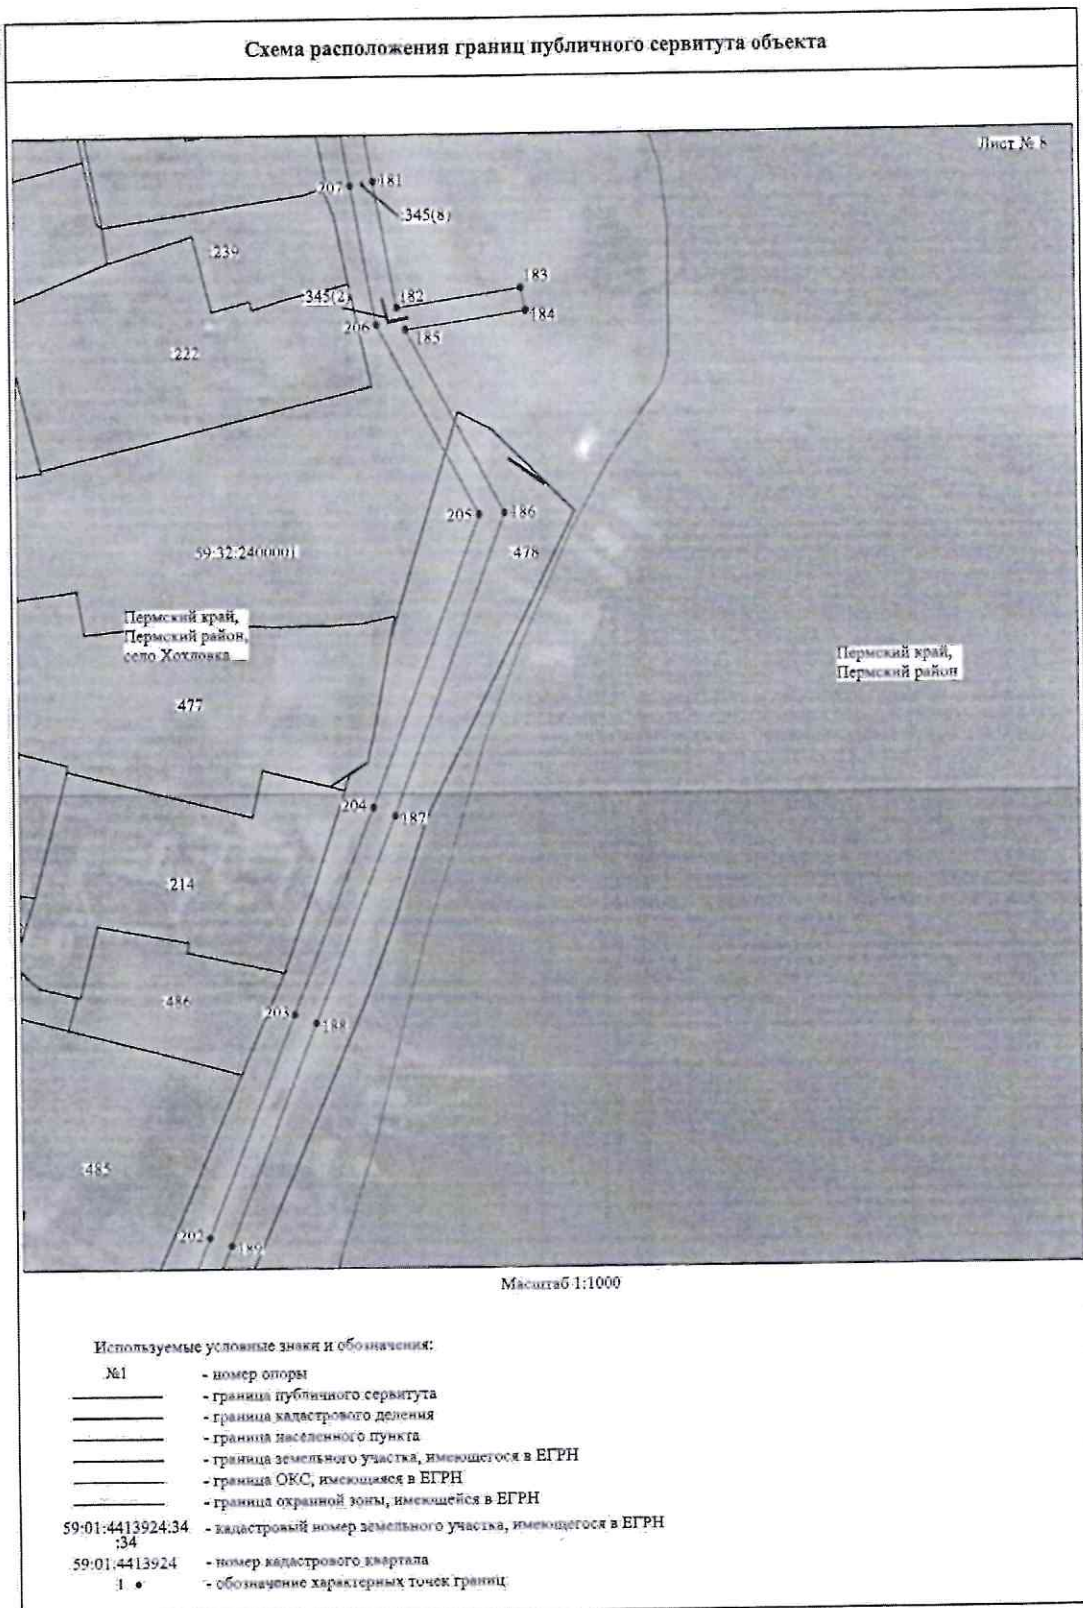 Схема расположения границ публичного сервитута объекта
Лист № 8
207
181
:345(8)
:239
183
:345(2)
182
184
206
185
:222
205
186
:478
59:32:2400001
Пермский край,
Пермский район,
село Хохловка
Пермский край,
Пермский район
:477
204
187
:214
:486
203
188
:485
202
189
Масштаб 1:1000
Используемые условные знаки и обозначения:
№1 - номер опоры
- граница публичного сервитута
- граница кадастрового деления
- граница населенного пункта
- граница земельного участка, имеющегося в ЕГРН
- граница ОКС, имеющаяся в ЕГРН
- граница охранной зоны, имеющейся в ЕГРН
59:01:4413924:34 - кадастровый номер земельного участка, имеющегося в ЕГРН
:34
59:01:4413924 - номер кадастрового квартала
1 • - обозначение характерных точек границ